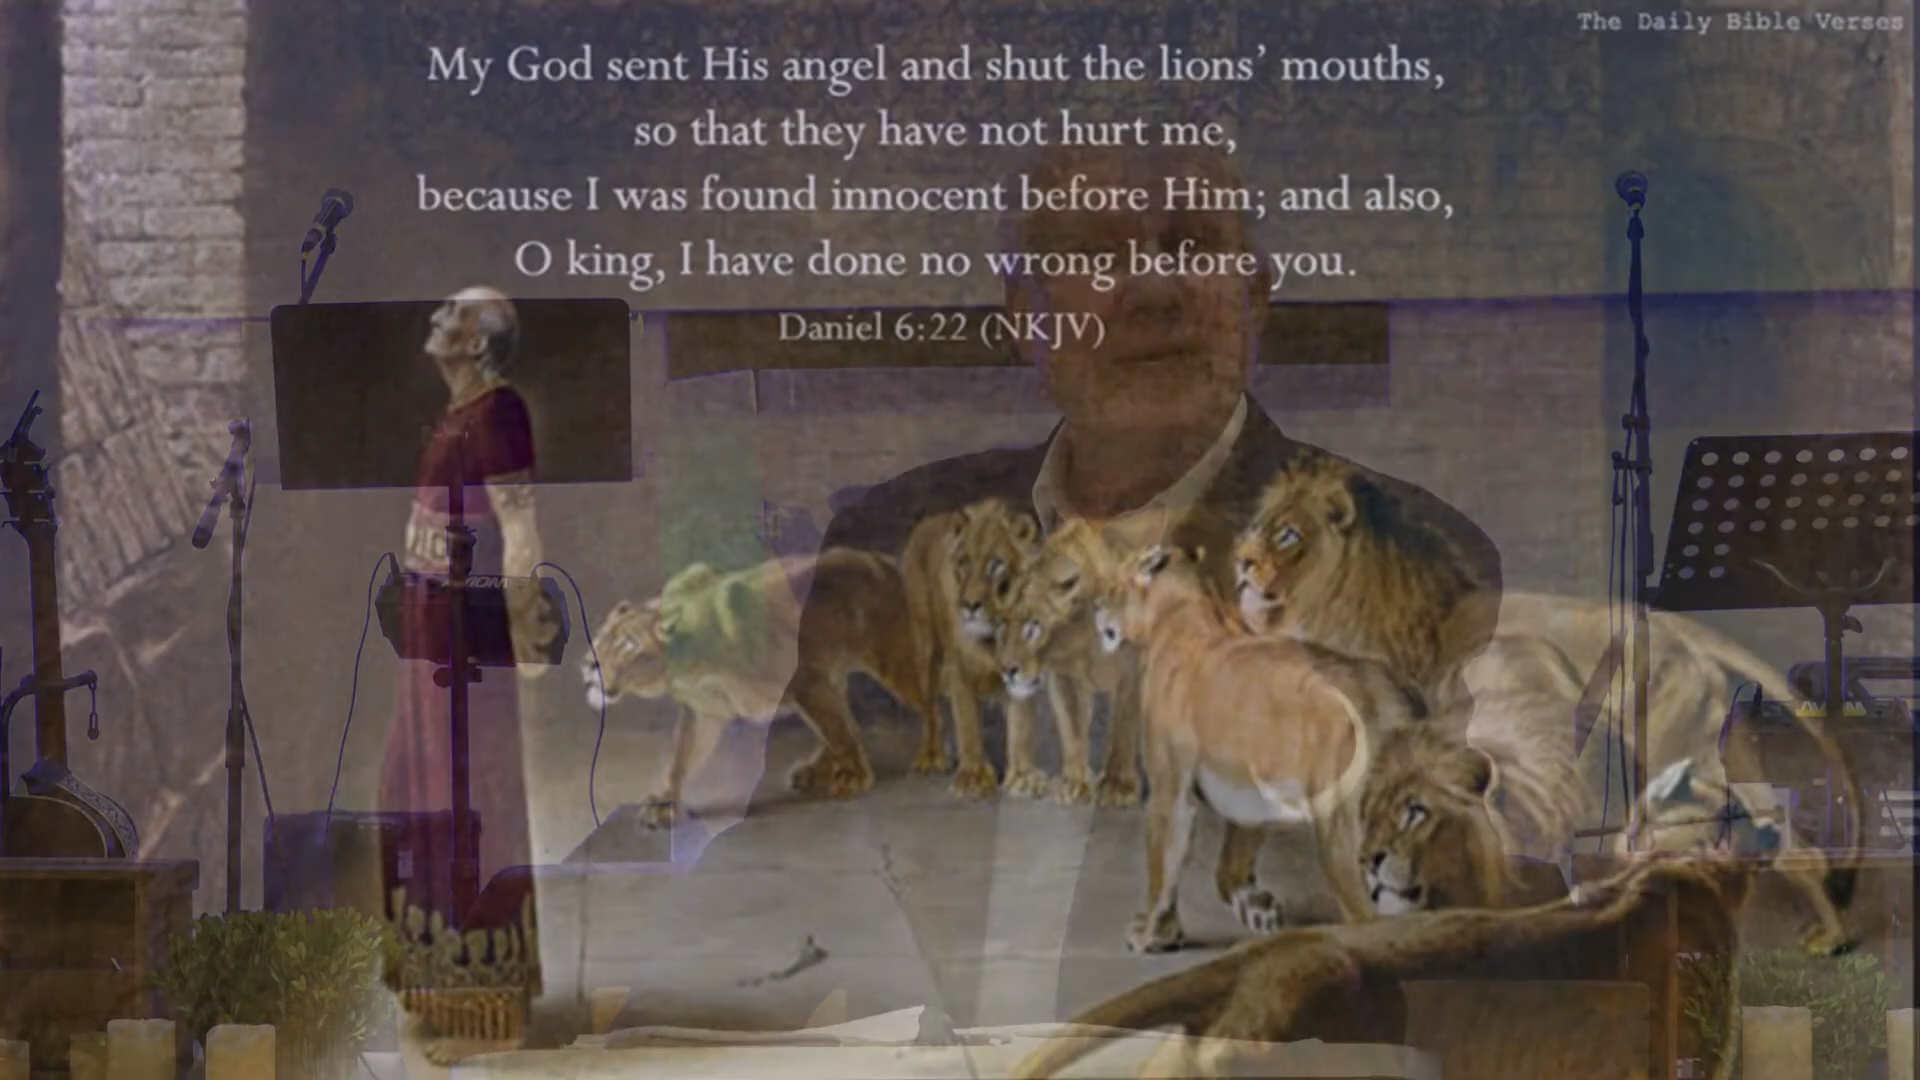 The Daily Bible Verses
My God sent His angel and shut the lions’ mouths,
so that they have not hurt me,
because I was found innocent before Him; and also,
O king, I have done no wrong before you.
Daniel 6:22 (NKJV)